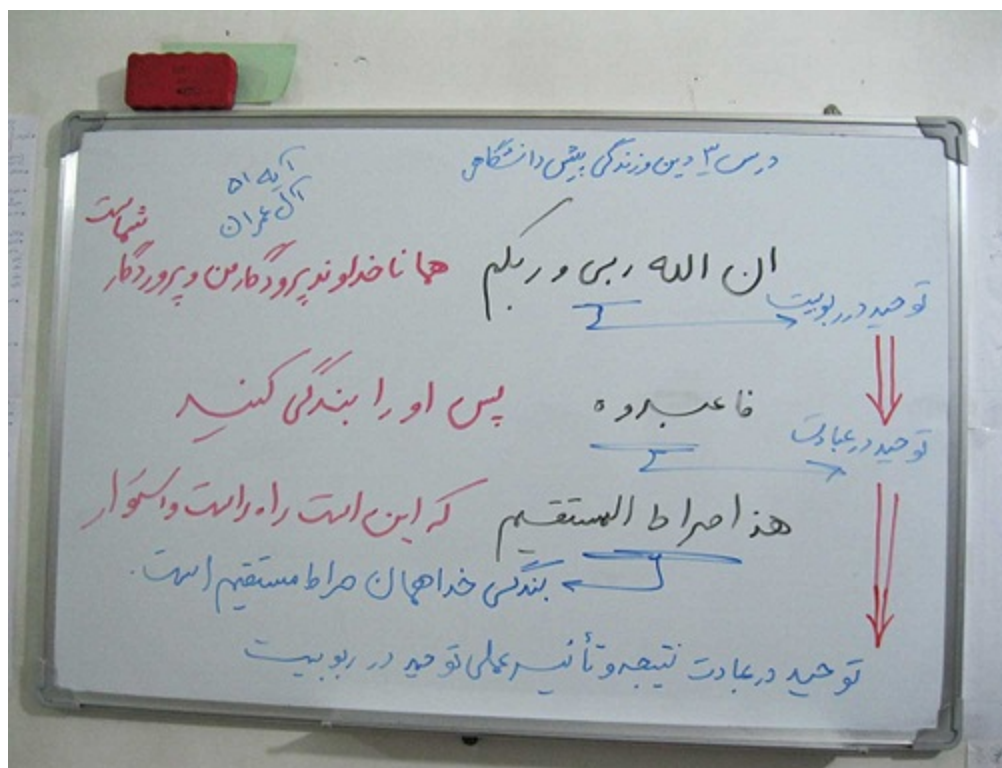 درس ۳ دین و زندگی پیش دانشگاهی
آیه ۵۱
آل عمران
ان الله ربی و ربکم همانا خداوند پرودگار من و پروردگار
شماست
توحید در ربوبیت
فاعبدوه پس او را بندگی کنید
توحید در عبادت
هذا صراط المستقیم که این است راه راست و استوار
بندگی خدا همان صراط مستقیم است.
توحید در عبادت نتیجه و تأثیر عملی توحید در ربوبیت